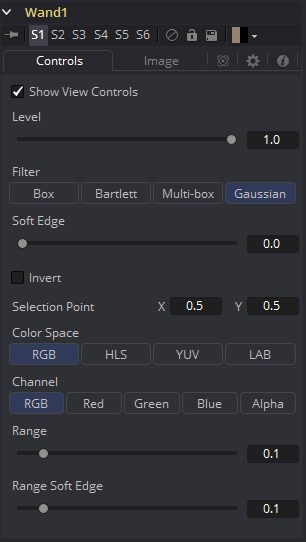 Wand1
S1 S2 S3 S4 S5 S6
Controls Image
Show View Controls
Level
1.0
Filter
Box Bartlett Multi-box Gaussian
Soft Edge
0.0
Invert
Selection Point X 0.5 Y 0.5
Color Space
RGB HLS YUV LAB
Channel
RGB Red Green Blue Alpha
Range
0.1
Range Soft Edge
0.1